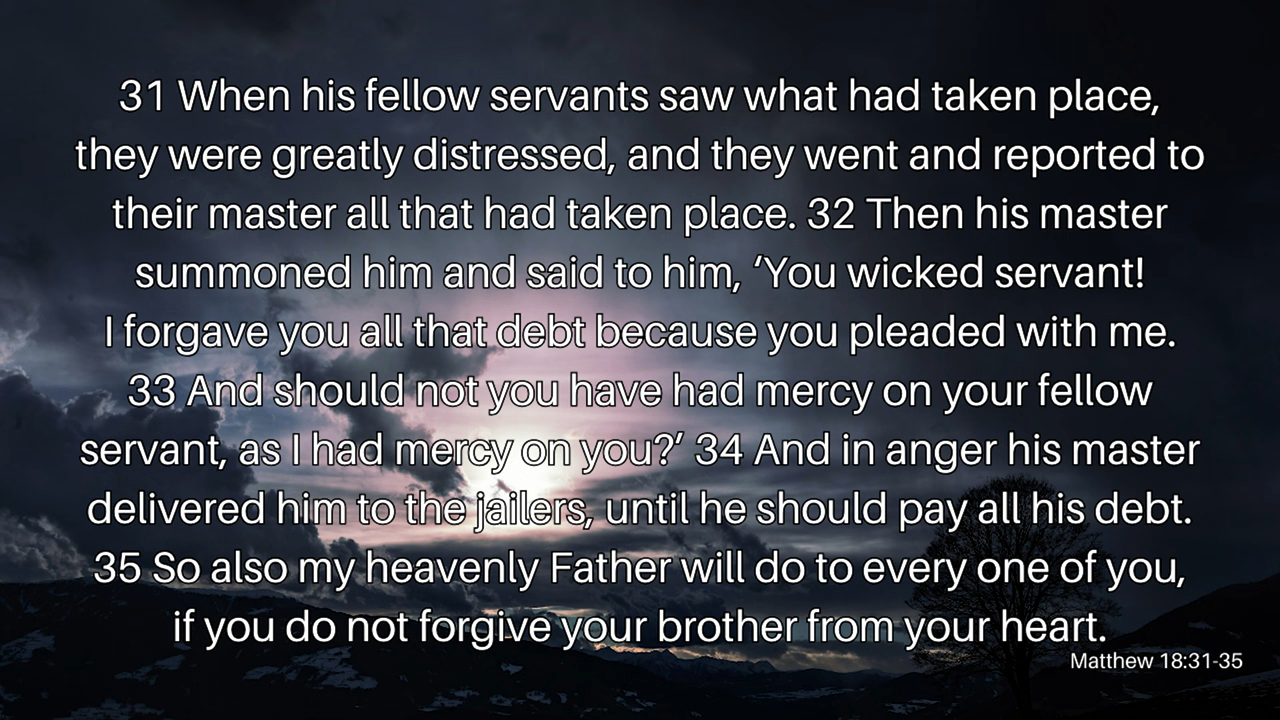 31 When his fellow servants saw what had taken place,
they were greatly distressed, and they went and reported to
their master all that had taken place. 32 Then his master
summoned him and said to him, ‘You wicked servant!
I forgave you all that debt because you pleaded with me.
33 And should not you have had mercy on your fellow
servant, as I had mercy on you?’ 34 And in anger his master
delivered him to the jailers, until he should pay all his debt.
35 So also my heavenly Father will do to every one of you,
if you do not forgive your brother from your heart.
Matthew 18:31-35